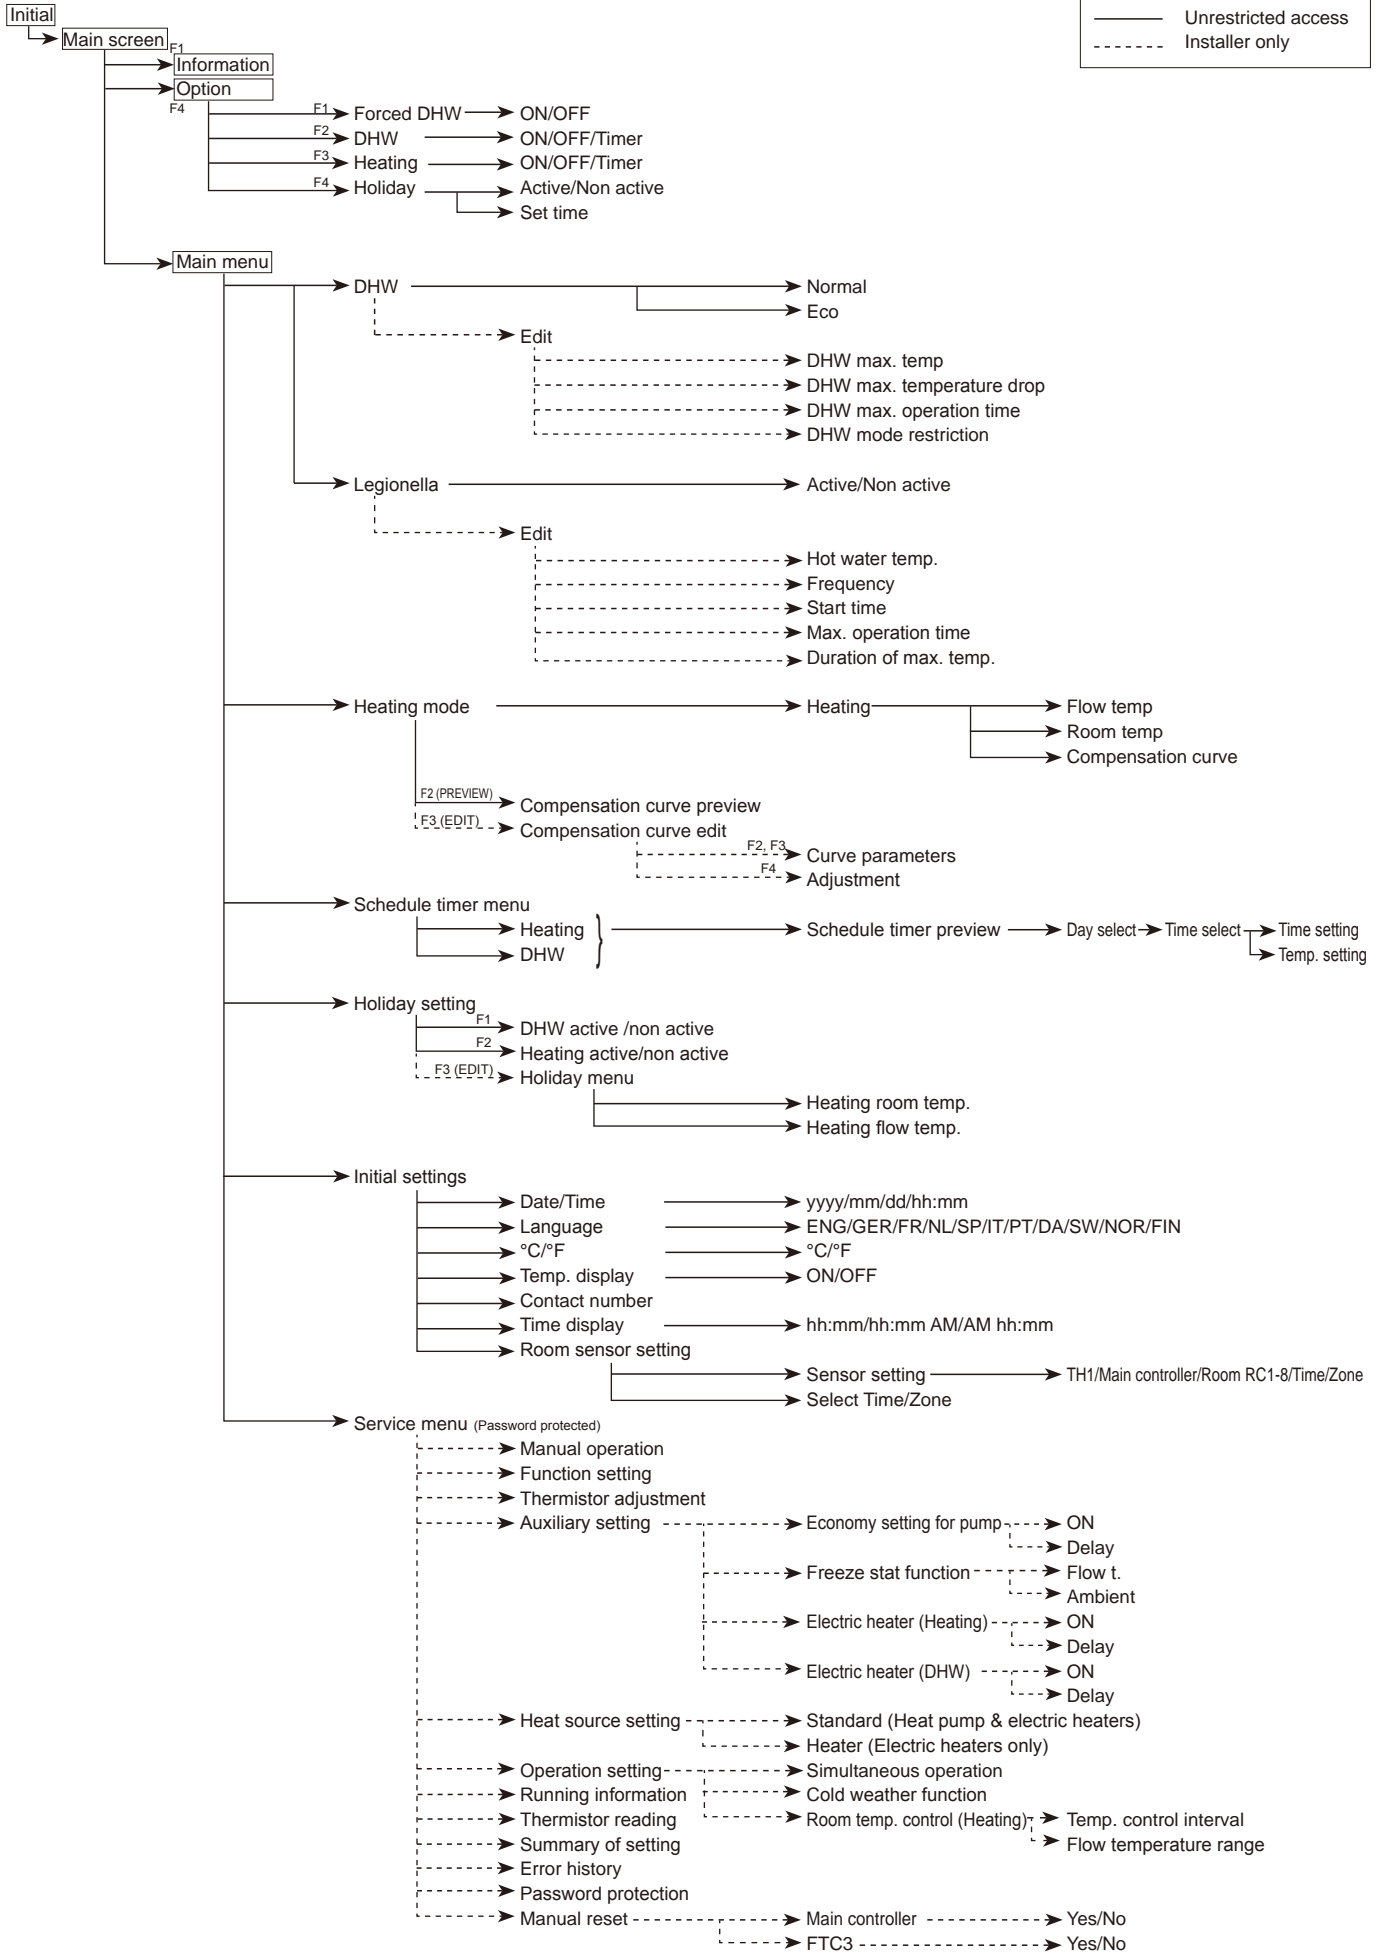 Initial
Unrestricted access
Main screen
Installer only
F1
Information
Option
F4
F1 Forced DHW ON/OFF
F2 DHW ON/OFF/Timer
F3 Heating ON/OFF/Timer
F4 Holiday Active/Non active
Set time
Main menu
DHW Normal
Eco
Edit
DHW max. temp
DHW max. temperature drop
DHW max. operation time
DHW mode restriction
Legionella Active/Non active
Edit
Hot water temp.
Frequency
Start time
Max. operation time
Duration of max. temp.
Heating mode Heating Flow temp
Room temp
Compensation curve
F2 (PREVIEW) Compensation curve preview
F3 (EDIT) Compensation curve edit
F2, F3 Curve parameters
F4 Adjustment
Schedule timer menu
Heating } Schedule timer preview Day select Time select Time setting
DHW Temp. setting
Holiday setting
F1 DHW active /non active
F2 Heating active/non active
F3 (EDIT) Holiday menu
Heating room temp.
Heating flow temp.
Initial settings
Date/Time yyyy/mm/dd/hh:mm
Language ENG/GER/FR/NL/SP/IT/PT/DA/SW/NOR/FIN
°C/°F °C/°F
Temp. display ON/OFF
Contact number
Time display hh:mm/hh:mm AM/AM hh:mm
Room sensor setting
Sensor setting TH1/Main controller/Room RC1-8/Time/Zone
Select Time/Zone
Service menu (Password protected)
Manual operation
Function setting
Thermistor adjustment
Auxiliary setting Economy setting for pump ON
Delay
Freeze stat function Flow t.
Ambient
Electric heater (Heating) ON
Delay
Electric heater (DHW) ON
Delay
Heat source setting Standard (Heat pump & electric heaters)
Heater (Electric heaters only)
Operation setting Simultaneous operation
Running information Cold weather function
Thermistor reading Room temp. control (Heating) Temp. control interval
Summary of setting Flow temperature range
Error history
Password protection
Manual reset Main controller Yes/No
FTC3 Yes/No